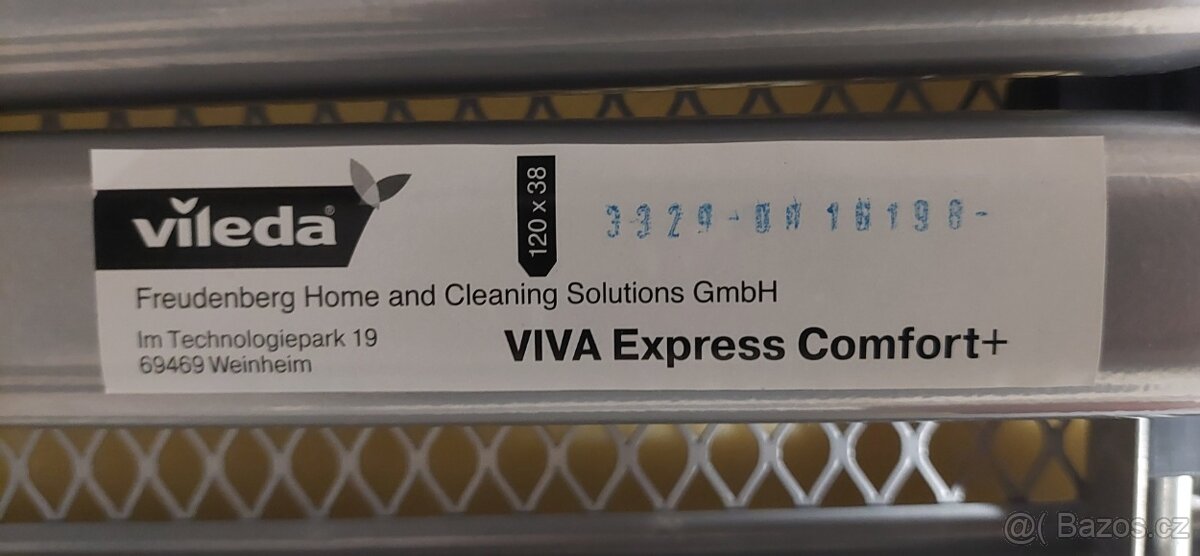 vileda®
120 x 38
Freudenberg Home and Cleaning Solutions GmbH
Im Technologiepark 19
69469 Weinheim
VIVA Express Comfort+
@( Bazos.cz